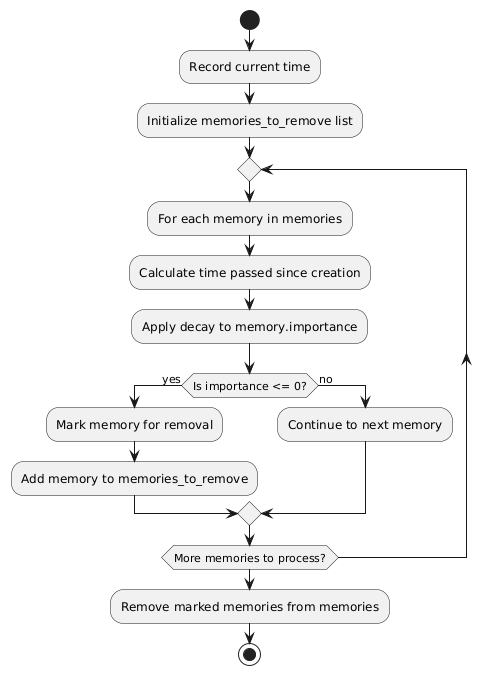 Record current time
Initialize memories_to_remove list
For each memory in memories
Calculate time passed since creation
Apply decay to memory.importance
yes
Is importance <= 0?
no
Mark memory for removal
Continue to next memory
Add memory to memories_to_remove
More memories to process?
Remove marked memories from memories